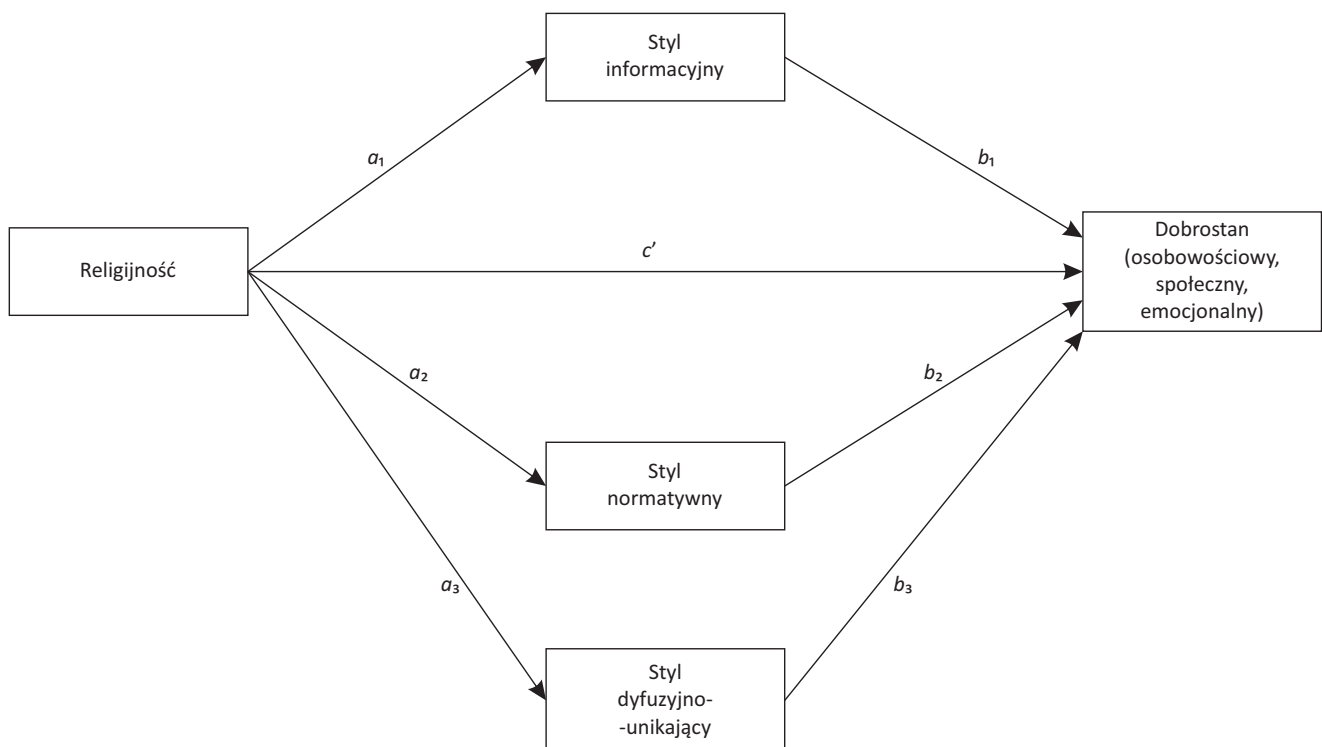 Styl
informacyjny
a₁
b₁
Religijność
c’
Dobrostan
(osobowościowy,
społeczny,
emocjonalny)
a₂
b₂
Styl
normatywny
a₃
b₃
Styl
dyfuzyjno-
-unikający